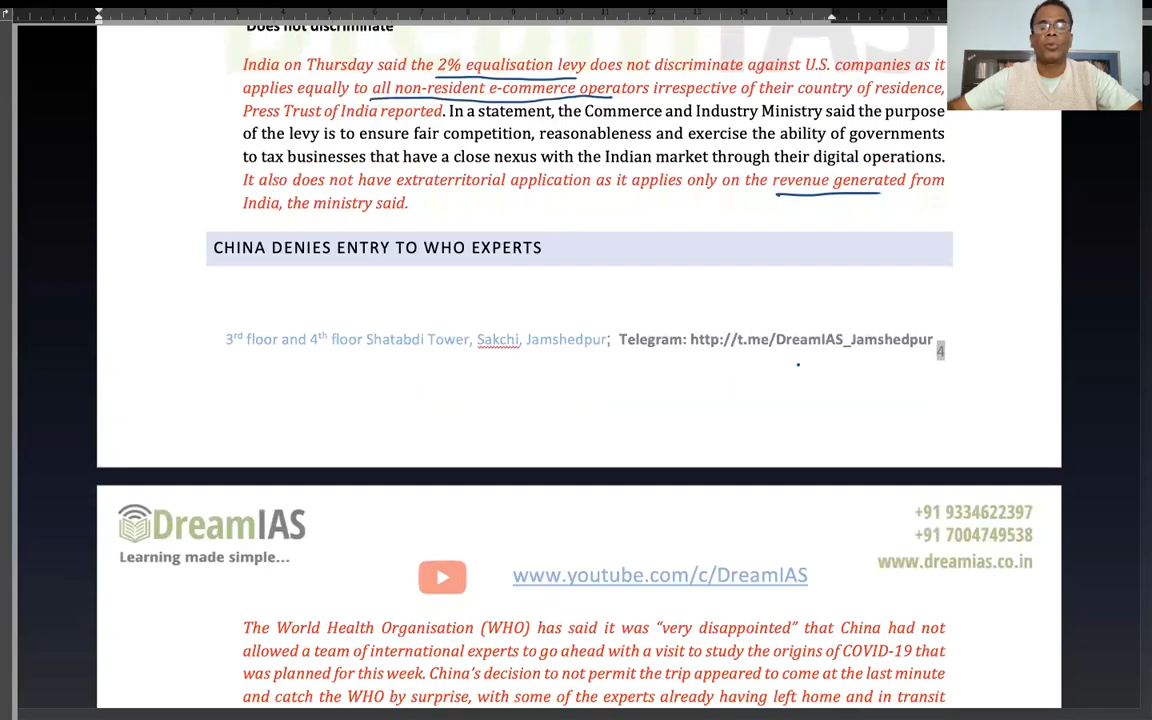 Does not discriminate
India on Thursday said the 2% equalisation levy does not discriminate against U.S. companies as it
applies equally to all non-resident e-commerce operators irrespective of their country of residence,
Press Trust of India reported. In a statement, the Commerce and Industry Ministry said the purpose
of the levy is to ensure fair competition, reasonableness and exercise the ability of governments
to tax businesses that have a close nexus with the Indian market through their digital operations.
It also does not have extraterritorial application as it applies only on the revenue generated from
India, the ministry said.
CHINA DENIES ENTRY TO WHO EXPERTS
3rd floor and 4th floor Shatabdi Tower, Sakchi, Jamshedpur; Telegram: http://t.me/DreamIAS_Jamshedpur 4
DreamIAS
Learning made simple...
+91 9334622397
+91 7004749538
www.dreamias.co.in
www.youtube.com/c/DreamIAS
The World Health Organisation (WHO) has said it was “very disappointed” that China had not
allowed a team of international experts to go ahead with a visit to study the origins of COVID-19 that
was planned for this week. China’s decision to not permit the trip appeared to come at the last minute
and catch the WHO by surprise, with some of the experts already having left home and in transit